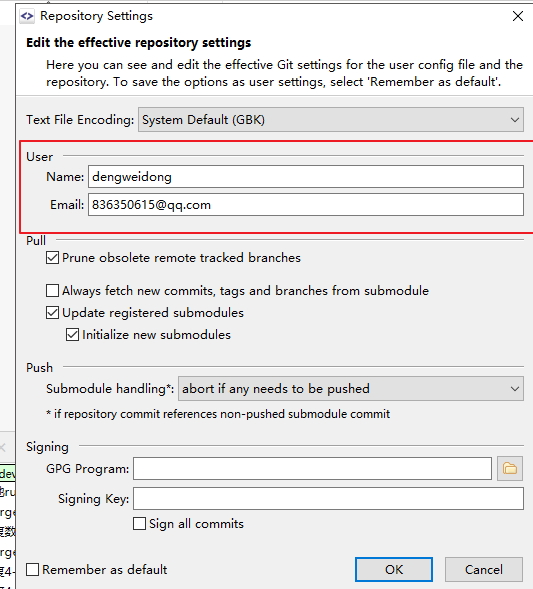 Repository Settings
Edit the effective repository settings
Here you can see and edit the effective Git settings for the user config file and the
repository. To save the options as user settings, select 'Remember as default'.
Text File Encoding: System Default (GBK)
User
Name: dengweidong
Email: 836350615@qq.com
Pull
Prune obsolete remote tracked branches
Always fetch new commits, tags and branches from submodule
Update registered submodules
Initialize new submodules
Push
Submodule handling*: abort if any needs to be pushed
* if repository commit references non-pushed submodule commit
Signing
GPG Program:
Signing Key:
Sign all commits
Remember as default
OK
Cancel